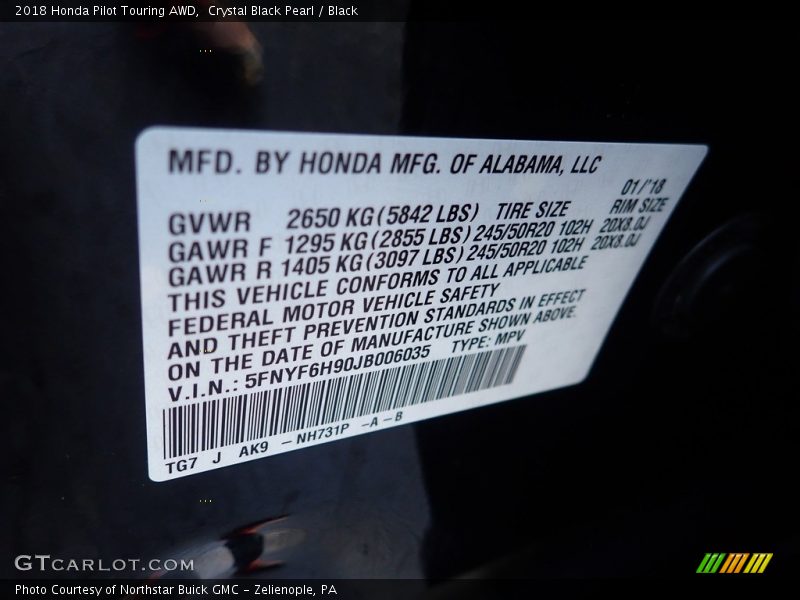 2018 Honda Pilot Touring AWD,  Crystal Black Pearl / Black
MFD. BY HONDA MFG. OF ALABAMA, LLC
01/'18
GVWR 2650 KG (5842 LBS) TIRE SIZE RIM SIZE
GAWR F 1295 KG (2855 LBS) 245/50R20 102H 20X8.0J
GAWR R 1405 KG (3097 LBS) 245/50R20 102H 20X8.0J
THIS VEHICLE CONFORMS TO ALL APPLICABLE
FEDERAL MOTOR VEHICLE SAFETY
AND THEFT PREVENTION STANDARDS IN EFFECT
ON THE DATE OF MANUFACTURE SHOWN ABOVE.
V.I.N.: 5FNYF6H90JB006035 TYPE: MPV
TG7 J AK9 -NH731P -A-B
GTCARLOT.COM
Photo Courtesy of Northstar Buick GMC - Zelienople, PA